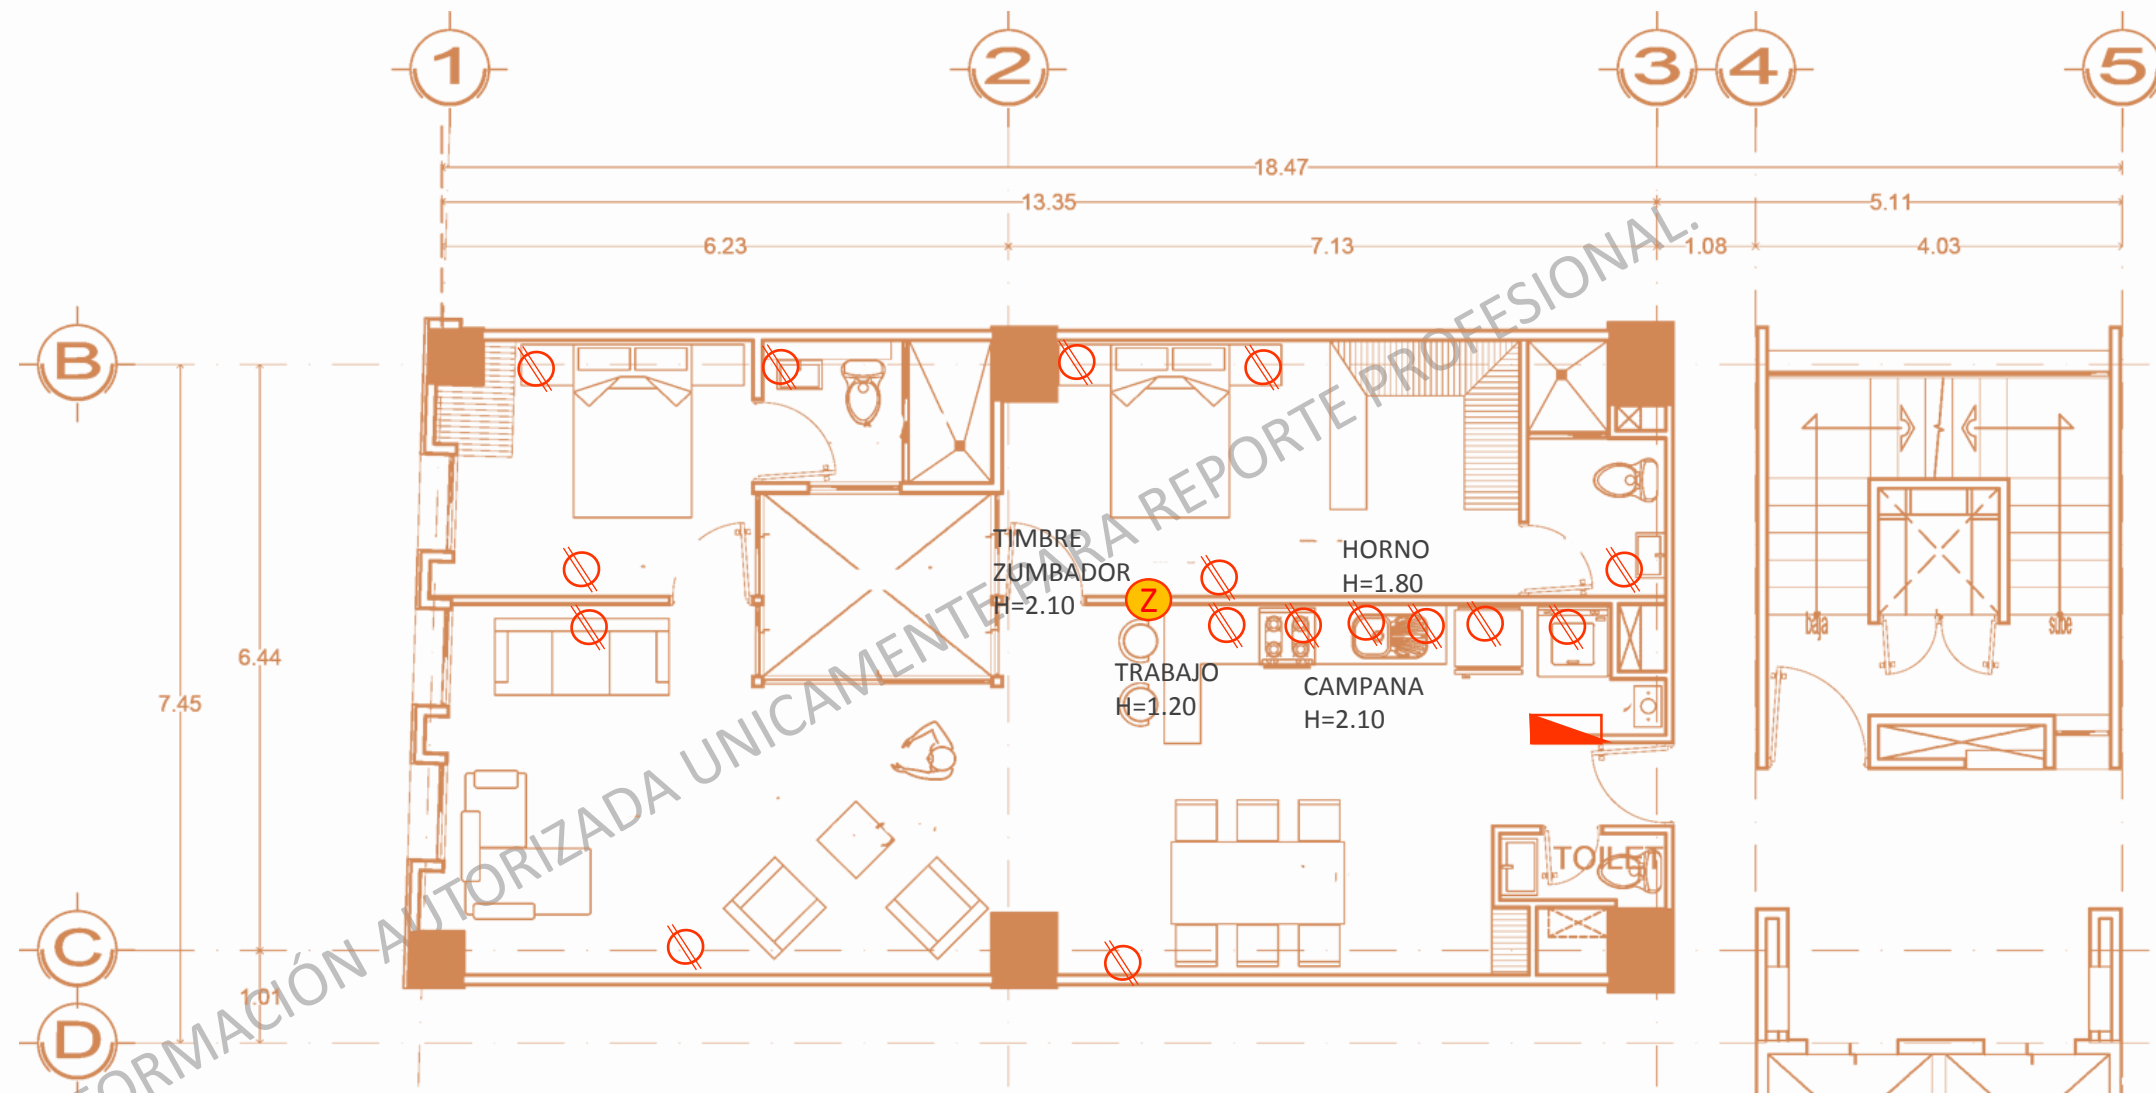 1
2
3
4
5
18.47
13.35
5.11
6.23
7.13
1.08
4.03
B
6.44
7.45
C
1.01
D
TIMBRE
ZUMBADOR
H=2.10
Z
HORNO
H=1.80
TRABAJO
H=1.20
CAMPANA
H=2.10
baja
sube
TOILET
FORMACIÓN AUTORIZADA UNICAMENTE PARA REPORTE PROFESIONAL.